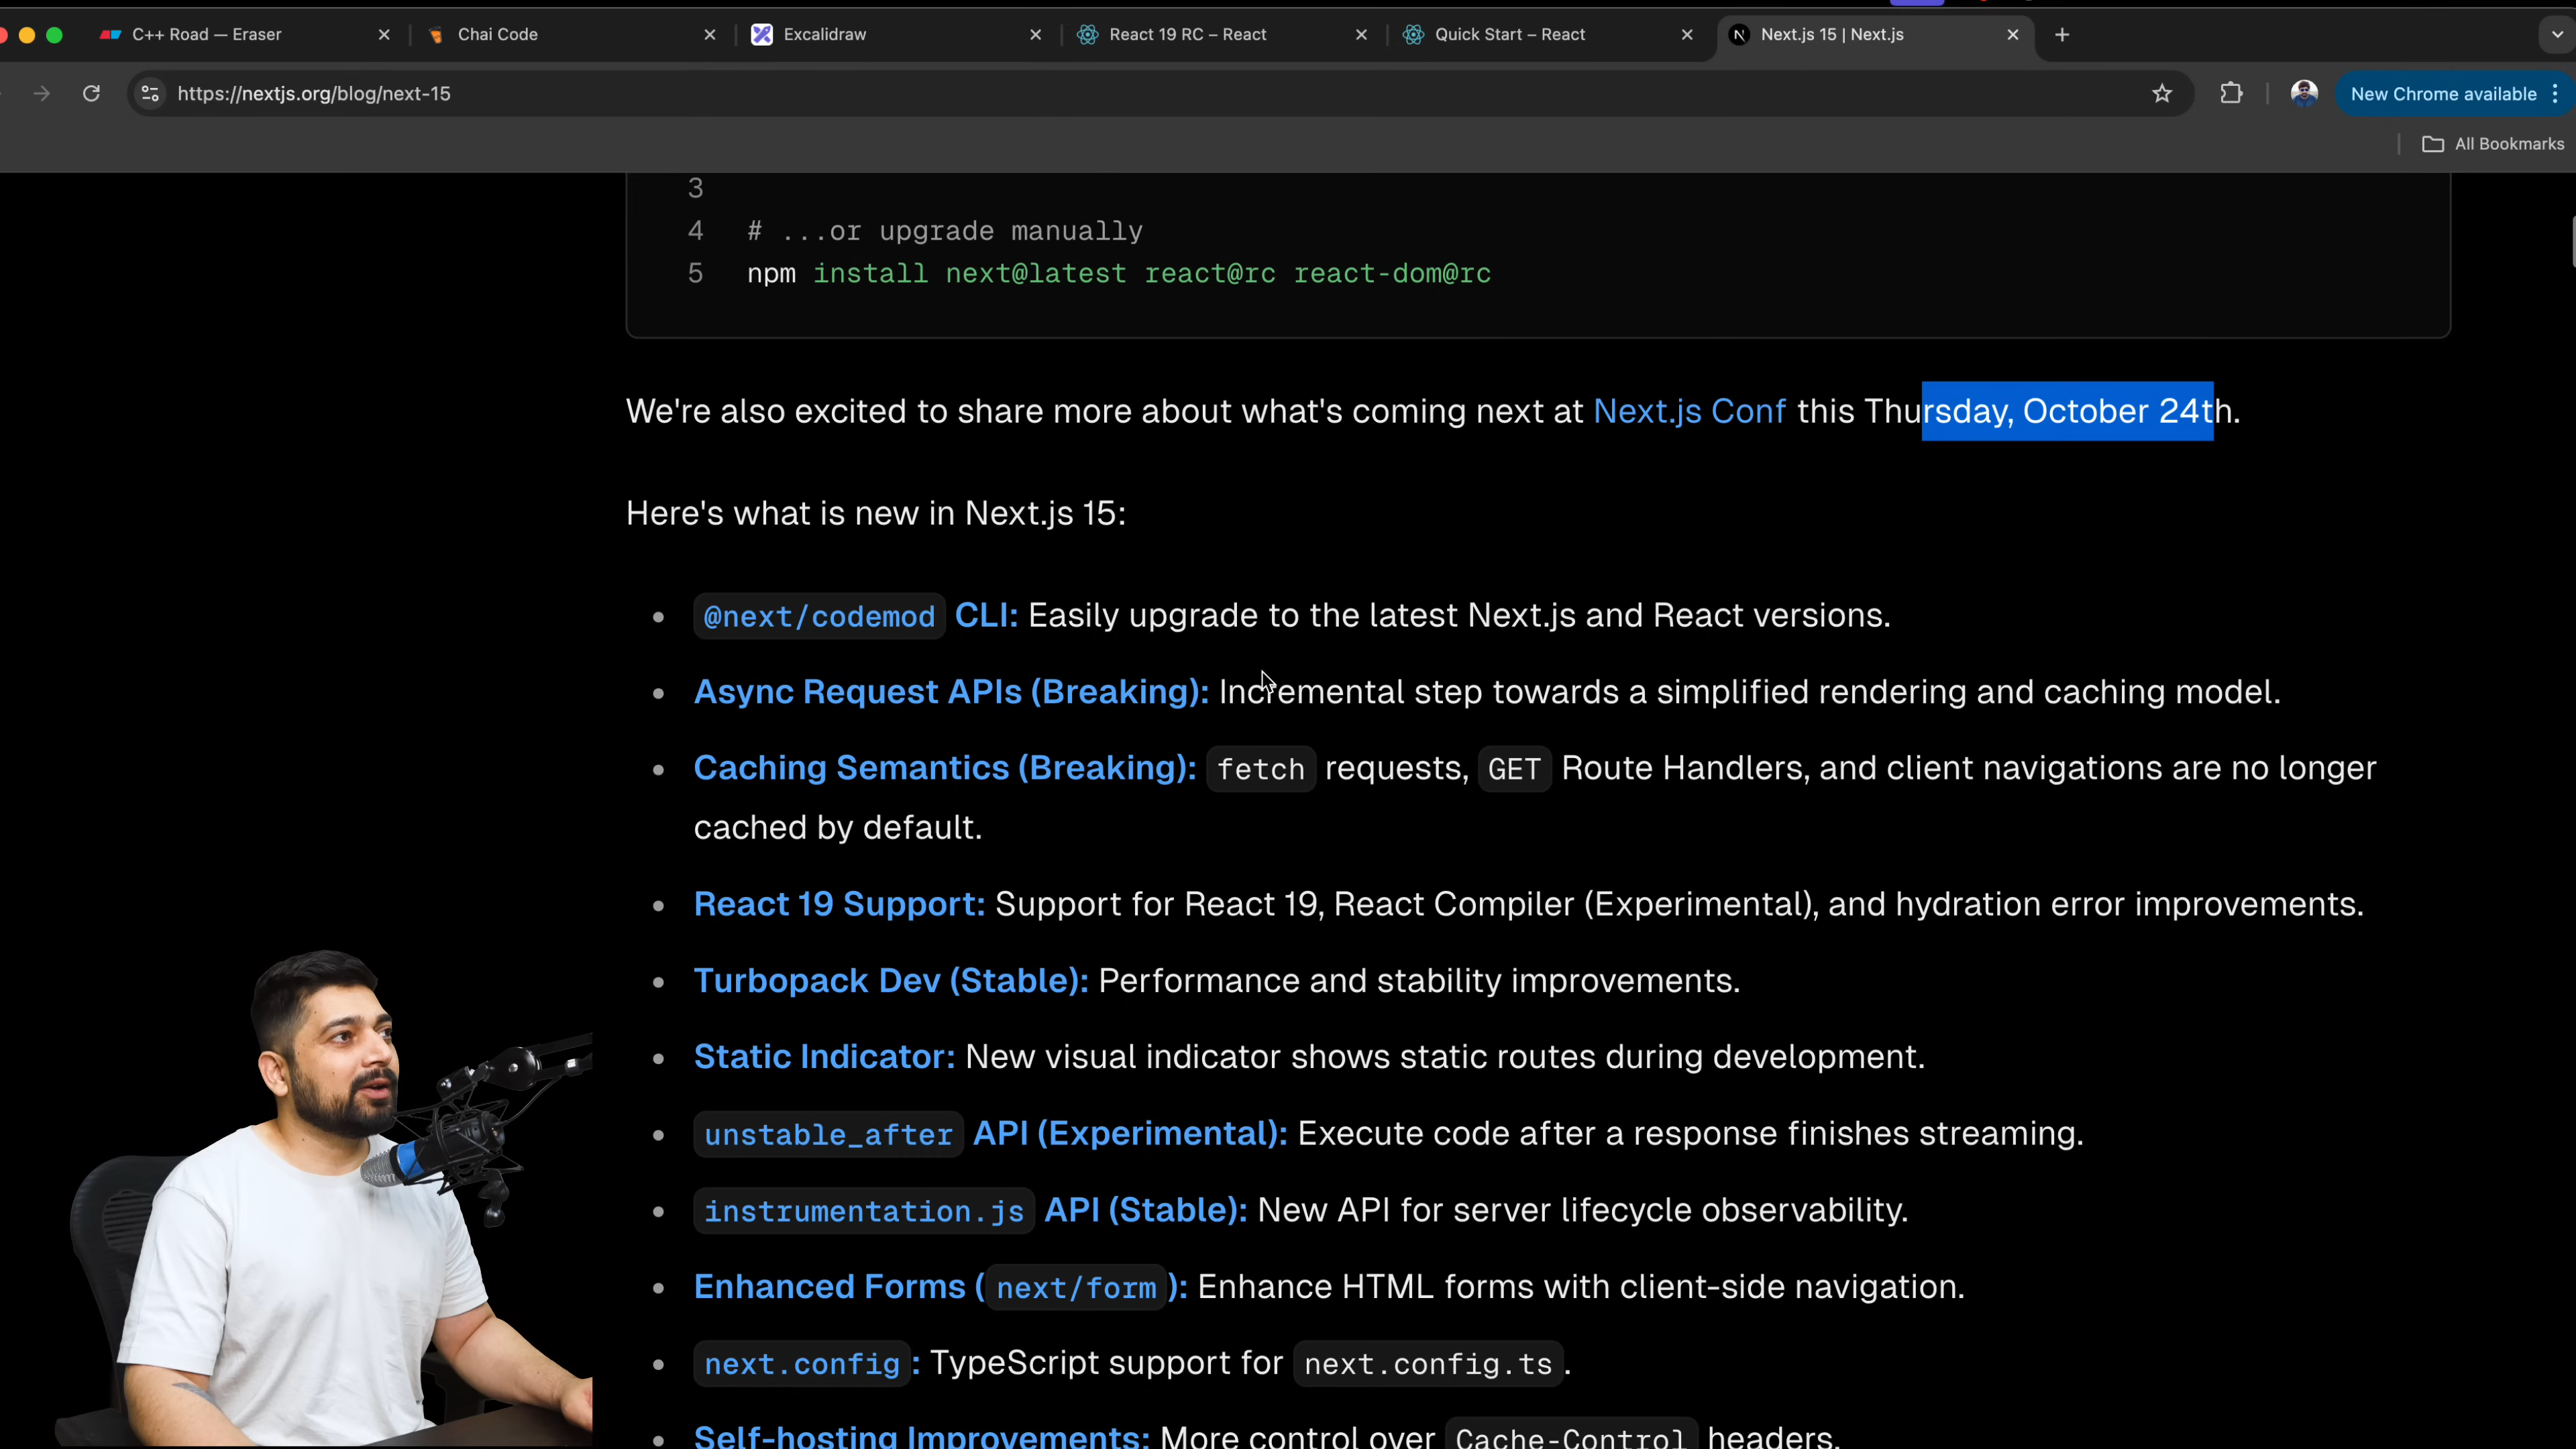 C++ Road — Eraser
Chai Code
Excalidraw
React 19 RC – React
Quick Start – React
Next.js 15 | Next.js
https://nextjs.org/blog/next-15
New Chrome available
All Bookmarks
3
4 # ...or upgrade manually
5 npm install next@latest react@rc react-dom@rc
We're also excited to share more about what's coming next at Next.js Conf this Thursday, October 24th.
Here's what is new in Next.js 15:
@next/codemod CLI: Easily upgrade to the latest Next.js and React versions.
Async Request APIs (Breaking): Incremental step towards a simplified rendering and caching model.
Caching Semantics (Breaking): fetch requests, GET Route Handlers, and client navigations are no longer
cached by default.
React 19 Support: Support for React 19, React Compiler (Experimental), and hydration error improvements.
Turbopack Dev (Stable): Performance and stability improvements.
Static Indicator: New visual indicator shows static routes during development.
unstable_after API (Experimental): Execute code after a response finishes streaming.
instrumentation.js API (Stable): New API for server lifecycle observability.
Enhanced Forms (next/form): Enhance HTML forms with client-side navigation.
next.config: TypeScript support for next.config.ts.
Self-hosting Improvements: More control over Cache-Control headers.